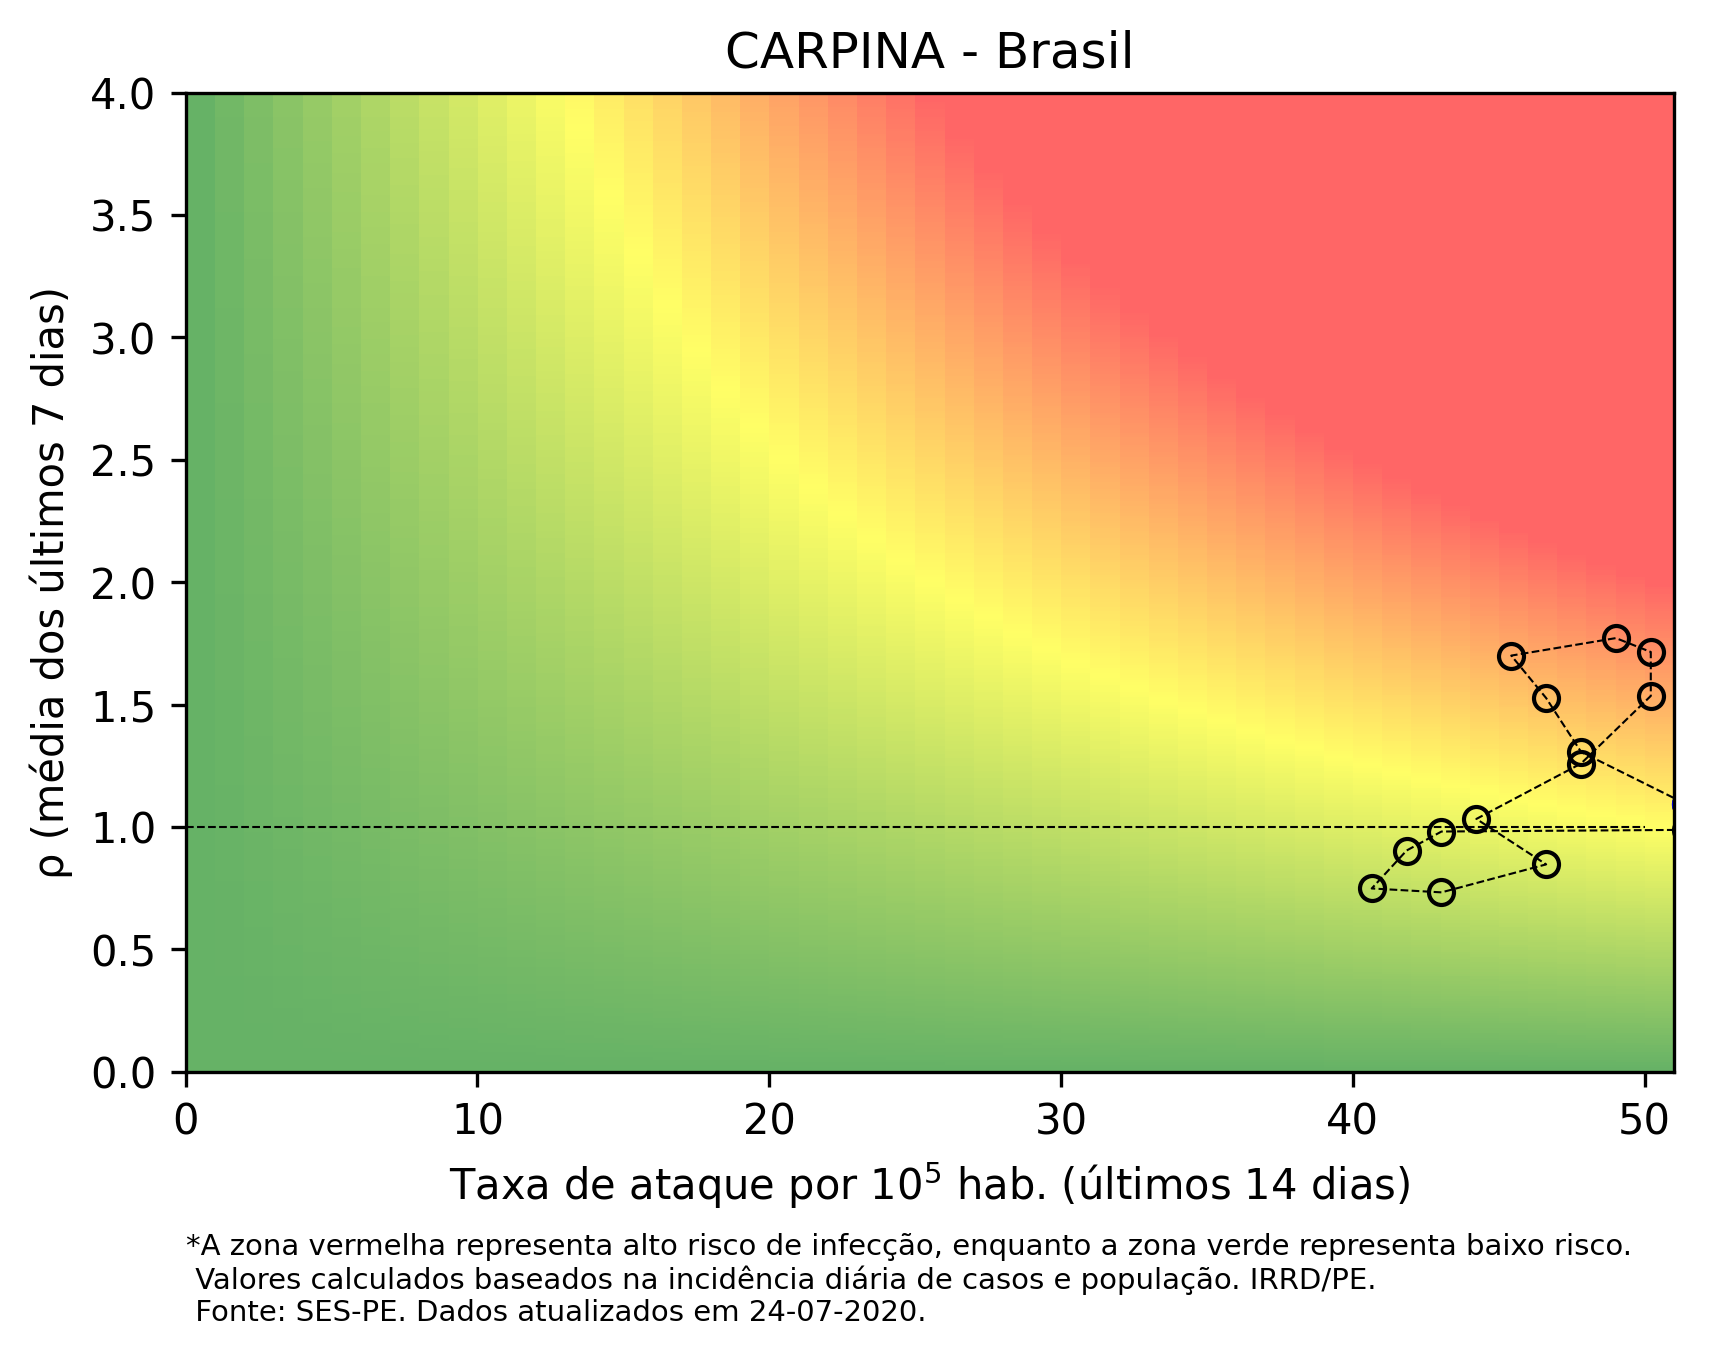 CARPINA - Brasil
4.0
3.5
3.0
2.5
2.0
1.5
1.0
0.5
0.0
ρ (média dos últimos 7 dias)
0 10 20 30 40 50
Taxa de ataque por 10⁵ hab. (últimos 14 dias)
*A zona vermelha representa alto risco de infecção, enquanto a zona verde representa baixo risco.
Valores calculados baseados na incidência diária de casos e população. IRRD/PE.
Fonte: SES-PE. Dados atualizados em 24-07-2020.